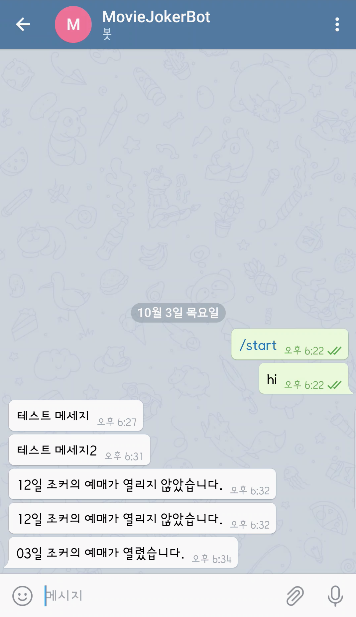 MovieJokerBot
봇
10월 3일 목요일
/start 오후 6:22
hi 오후 6:22
테스트 메세지 오후 6:27
테스트 메세지2 오후 6:31
12일 조커의 예매가 열리지 않았습니다. 오후 6:32
12일 조커의 예매가 열리지 않았습니다. 오후 6:32
03일 조커의 예매가 열렸습니다. 오후 6:34
메시지